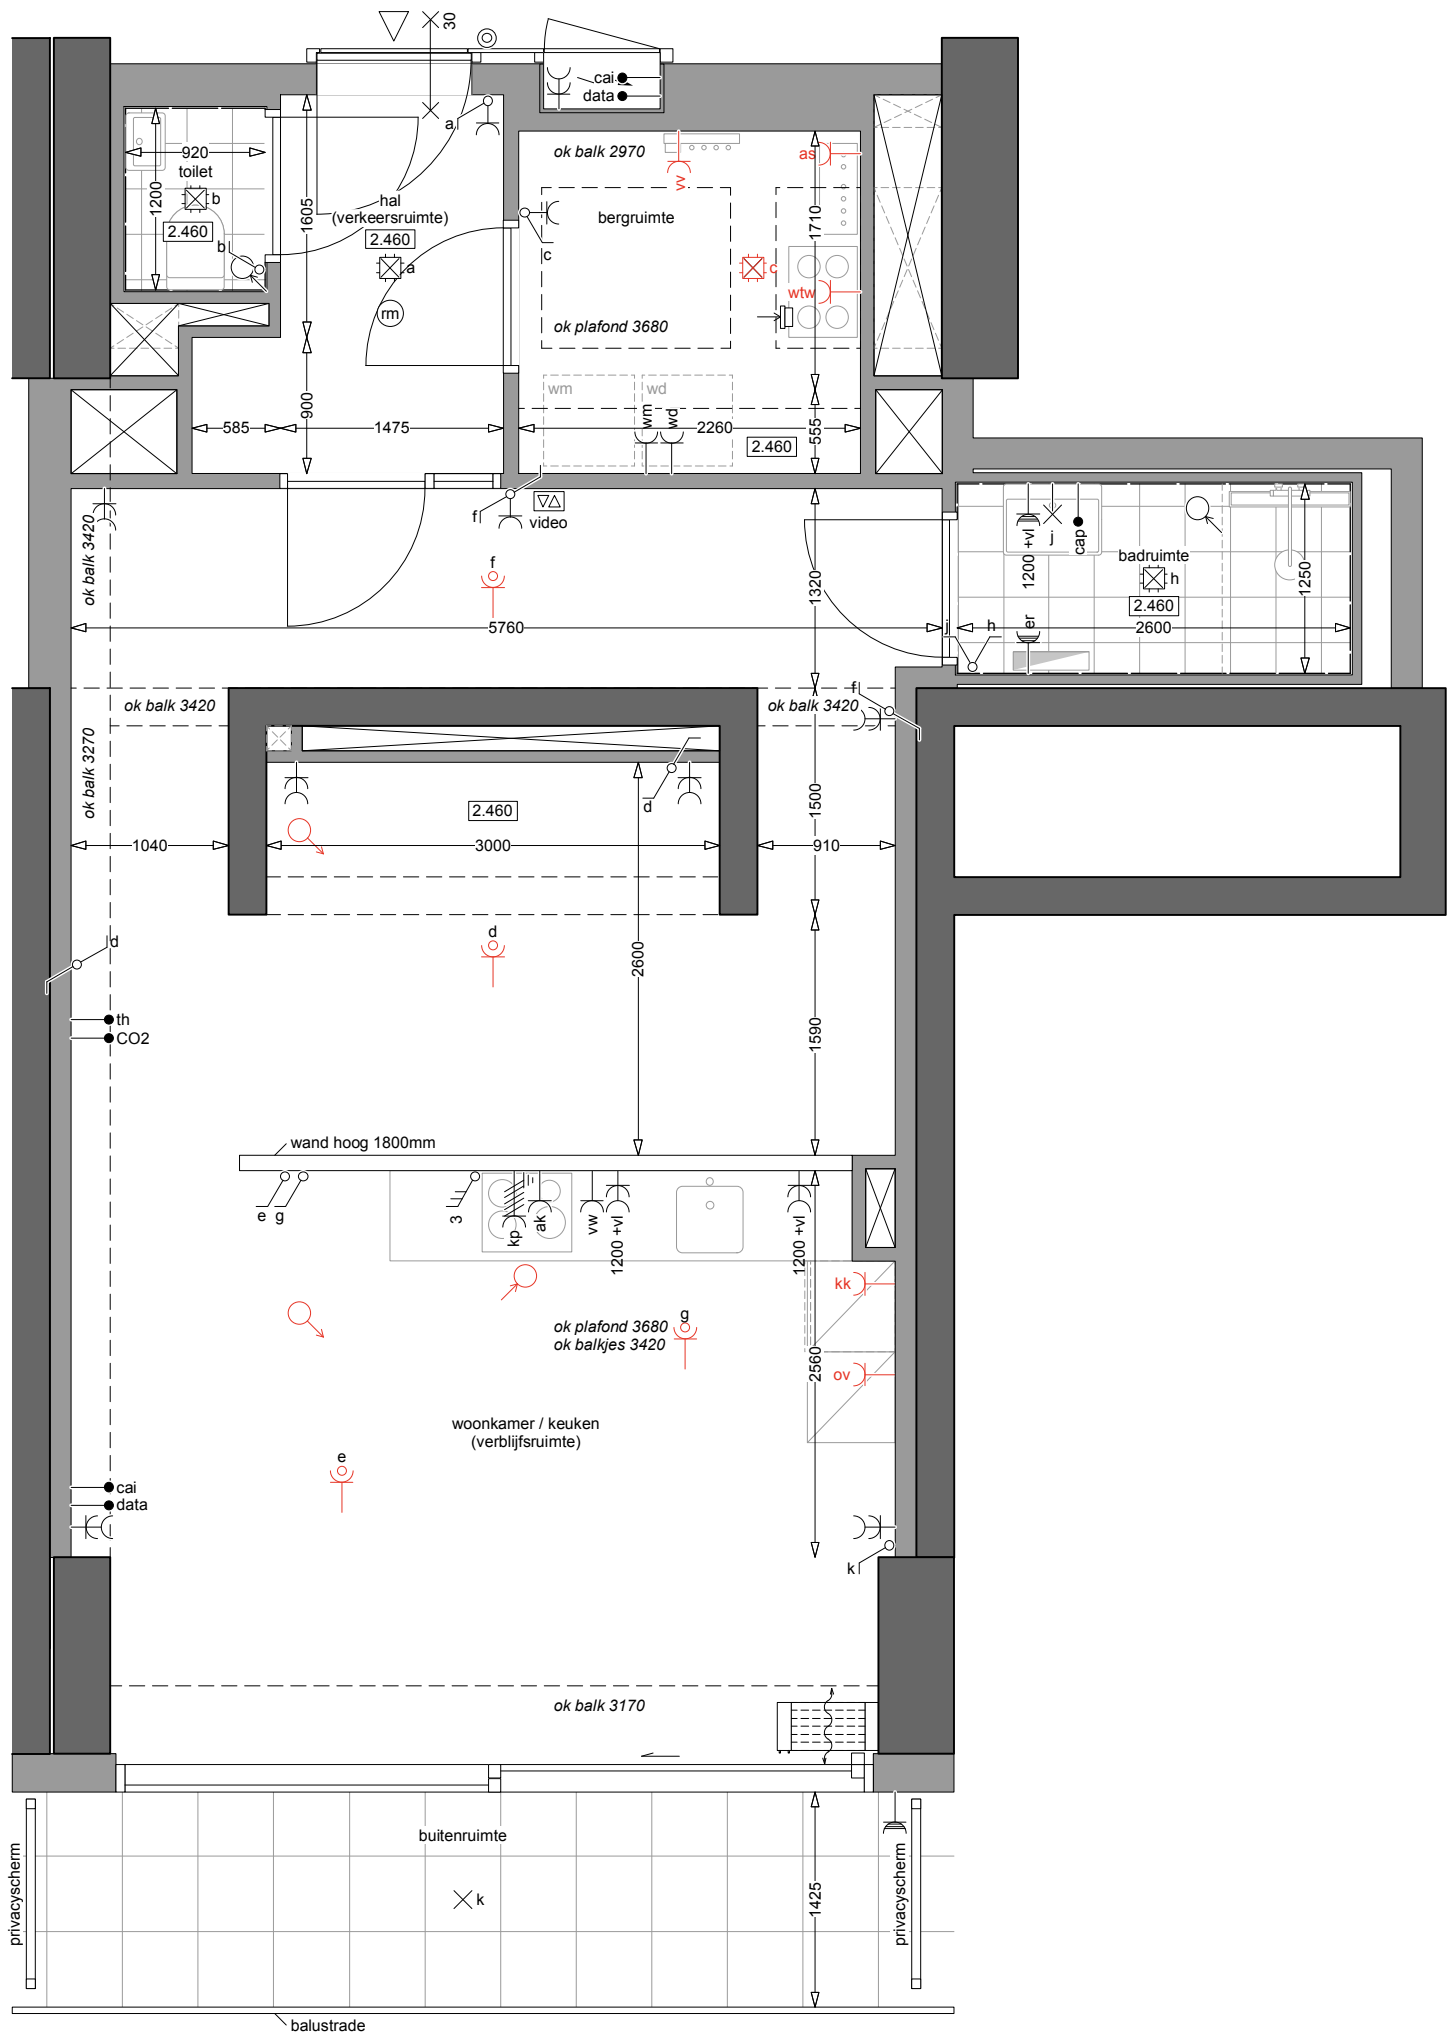 30
cai
data
a
ok balk 2970
as
vv
920
toilet
b
1200
2.460
b
1605
hal
(verkeersruimte)
2.460
a
rm
bergruimte
c
c
wtw
1710
ok plafond 3680
wm
wd
wm
wd
585
900
1475
2260
555
2.460
f
video
ok balk 3420
f
1320
5760
1200 +vl
j
cap
badruimte
h
2.460
1250
er
2600
j
h
ok balk 3420
ok balk 3420
f
ok balk 3270
d
2.460
1500
1040
3000
910
d
d
2600
th
CO2
1590
wand hoog 1800mm
e
g
3
kp
ak
vw
1200 +vl
1200 +vl
kk
ok plafond 3680
ok balkjes 3420
g
2560
ov
woonkamer / keuken
(verblijfsruimte)
e
cai
data
k
ok balk 3170
buitenruimte
privacyscherm
k
1425
privacyscherm
balustrade